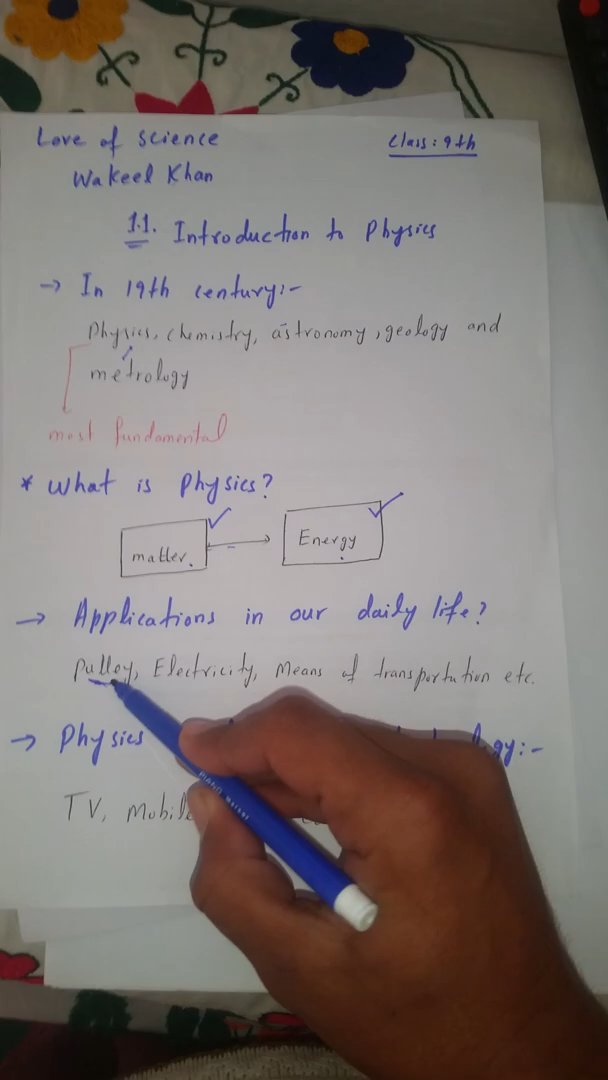 Love of Science
Class: 9th
Wakeel Khan
1.1. Introduction to Physics
→ In 19th century:-
Physics, chemistry, astronomy, geology and
metrology
most fundamental
* What is Physics?
matter.
Energy
→ Applications in our daily life?
Pulley, Electricity, Means of transportation etc.
→ Physics
TV, Mobile
PIANO